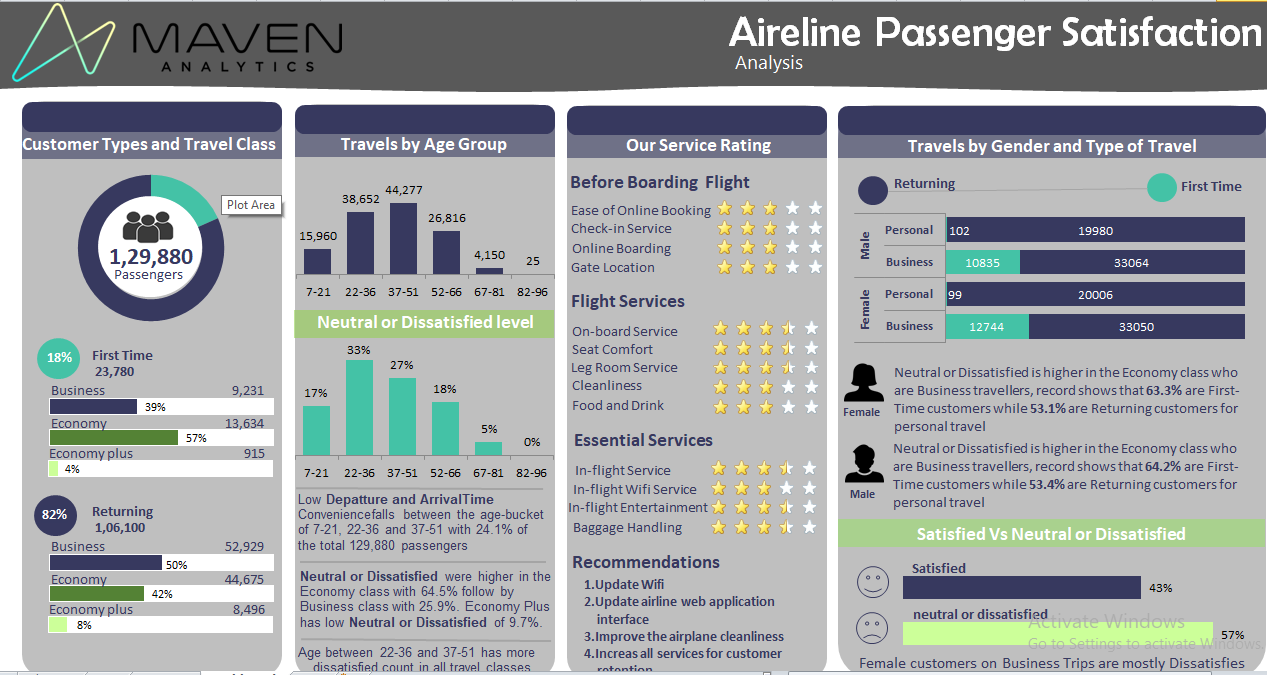 MAVEN
ANALYTICS
Aireline Passenger Satisfaction
Analysis
Customer Types and Travel Class
Plot Area
1,29,880
Passengers
18%
First Time
23,780
Business 9,231
39%
Economy 13,634
57%
Economy plus 915
4%
82%
Returning
1,06,100
Business 52,929
50%
Economy 44,675
42%
Economy plus 8,496
8%
Travels by Age Group
15,960 38,652 44,277 26,816 4,150 25
7-21 22-36 37-51 52-66 67-81 82-96
Neutral or Dissatisfied level
17% 33% 27% 18% 5% 0%
7-21 22-36 37-51 52-66 67-81 82-96
Low Depatture and ArrivalTime
Conveniencefalls between the age-bucket
of 7-21, 22-36 and 37-51 with 24.1% of
the total 129,880 passengers
Neutral or Dissatisfied were higher in the
Economy class with 64.5% follow by
Business class with 25.9%. Economy Plus
has low Neutral or Dissatisfied of 9.7%.
Age between 22-36 and 37-51 has more
dissatisfied count in all travel classes
Our Service Rating
Before Boarding Flight
Ease of Online Booking
Check-in Service
Online Boarding
Gate Location
Flight Services
On-board Service
Seat Comfort
Leg Room Service
Cleanliness
Food and Drink
Essential Services
In-flight Service
In-flight Wifi Service
In-flight Entertainment
Baggage Handling
Recommendations
1.Update Wifi
2.Update airline web application
interface
3.Improve the airplane cleanliness
4.Increas all services for customer
retention
Travels by Gender and Type of Travel
Returning First Time
Male
Personal 102 19980
Business 10835 33064
Female
Personal 99 20006
Business 12744 33050
Female
Neutral or Dissatisfied is higher in the Economy class who
are Business travellers, record shows that 63.3% are First-
Time customers while 53.1% are Returning customers for
personal travel
Male
Neutral or Dissatisfied is higher in the Economy class who
are Business travellers, record shows that 64.2% are First-
Time customers while 53.4% are Returning customers for
personal travel
Satisfied Vs Neutral or Dissatisfied
Satisfied
43%
neutral or dissatisfied
57%
Activate Windows
Go to Settings to activate Windows.
Female customers on Business Trips are mostly Dissatisfies